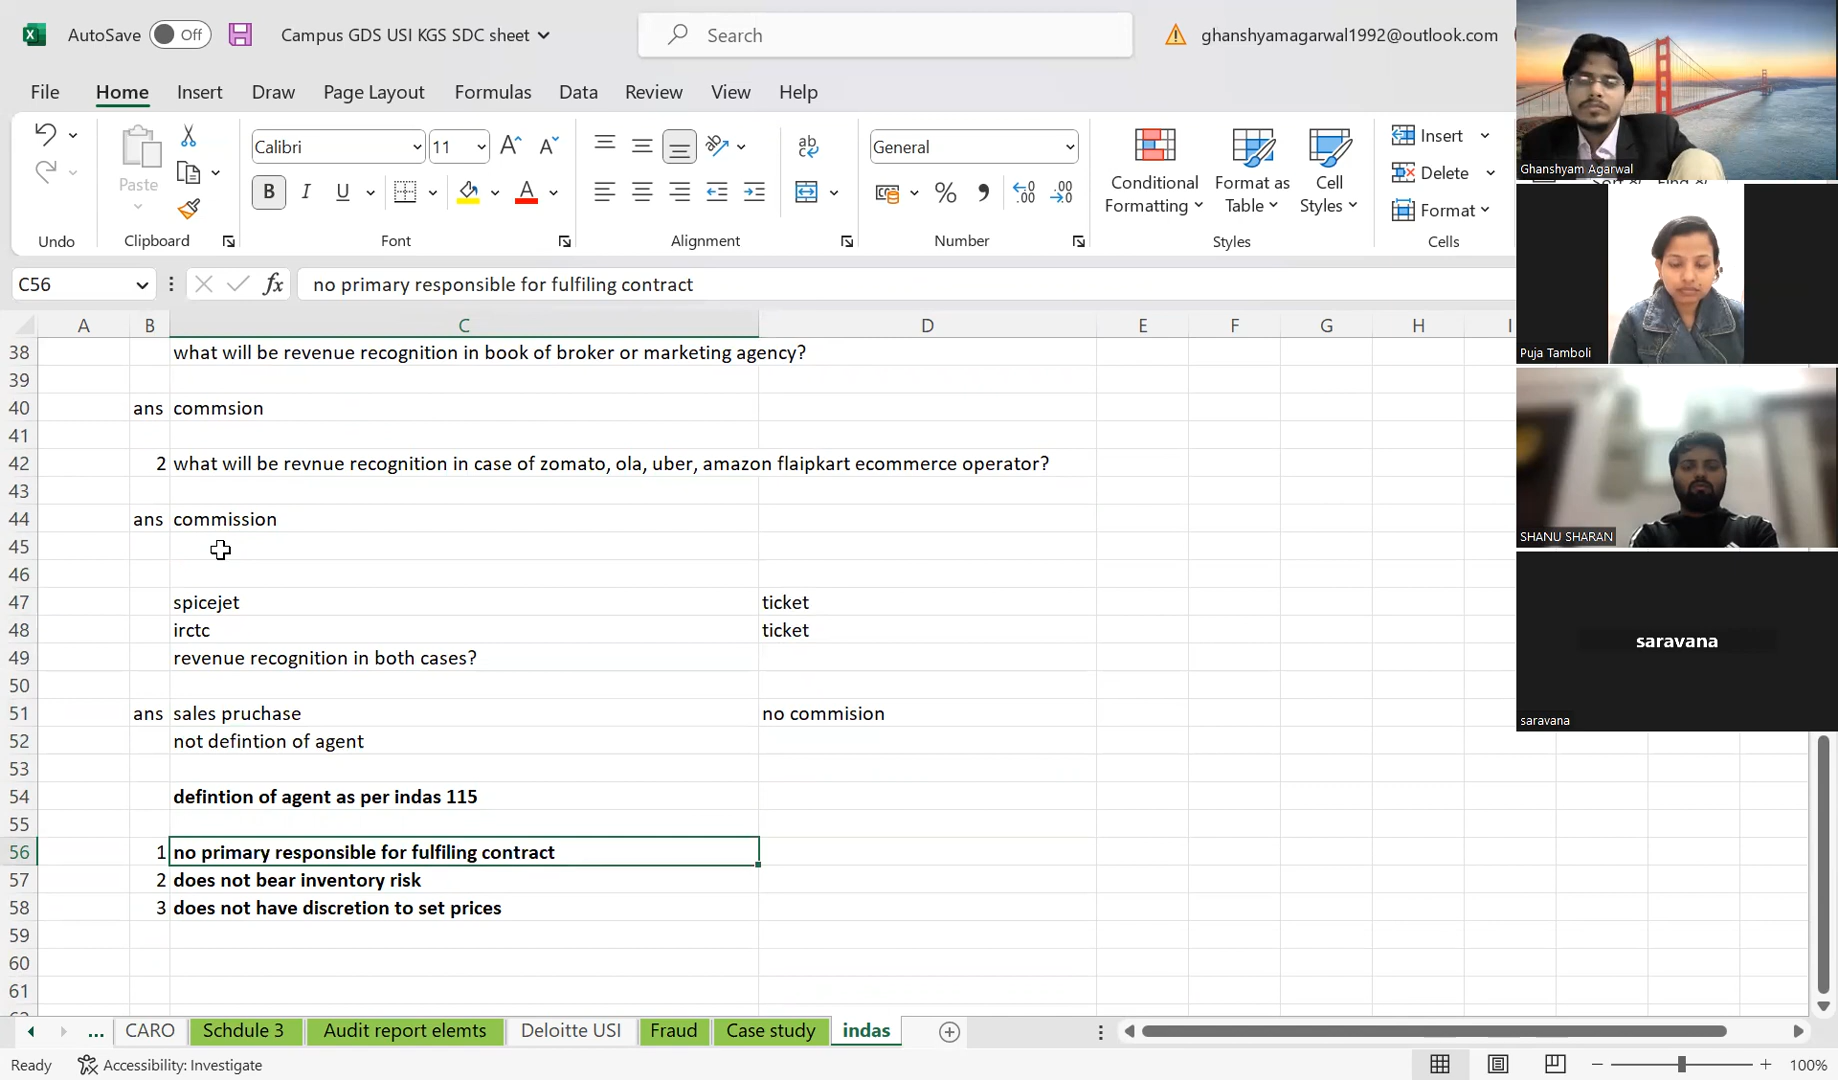 AutoSave Off Campus GDS USI KGS SDC sheet Search ghanshyamagarwal1992@outlook.com
File Home Insert Draw Page Layout Formulas Data Review View Help
Calibri 11 ab General Insert
Paste Conditional Formatting Format as Table Cell Styles Delete
B I U A % Format
Undo Clipboard Font Alignment Number Styles Cells
Ghanshyam Agarwal
C56 fx no primary responsible for fulfiling contract
A B C D E F G H I
Puja Tamboli
38 what will be revenue recognition in book of broker or marketing agency?
39
40 ans commsion
41
42 2 what will be revnue recognition in case of zomato, ola, uber, amazon flaipkart ecommerce operator?
43
44 ans commission
SHANU SHARAN
45
46
47 spicejet ticket
48 irctc ticket
saravana
49 revenue recognition in both cases?
50
51 ans sales pruchase no commision
saravana
52 not defintion of agent
53
54 defintion of agent as per indas 115
55
56 1 no primary responsible for fulfiling contract
57 2 does not bear inventory risk
58 3 does not have discretion to set prices
59
60
61
... CARO Schdule 3 Audit report elemts Deloitte USI Fraud Case study indas
Ready Accessibility: Investigate 100%